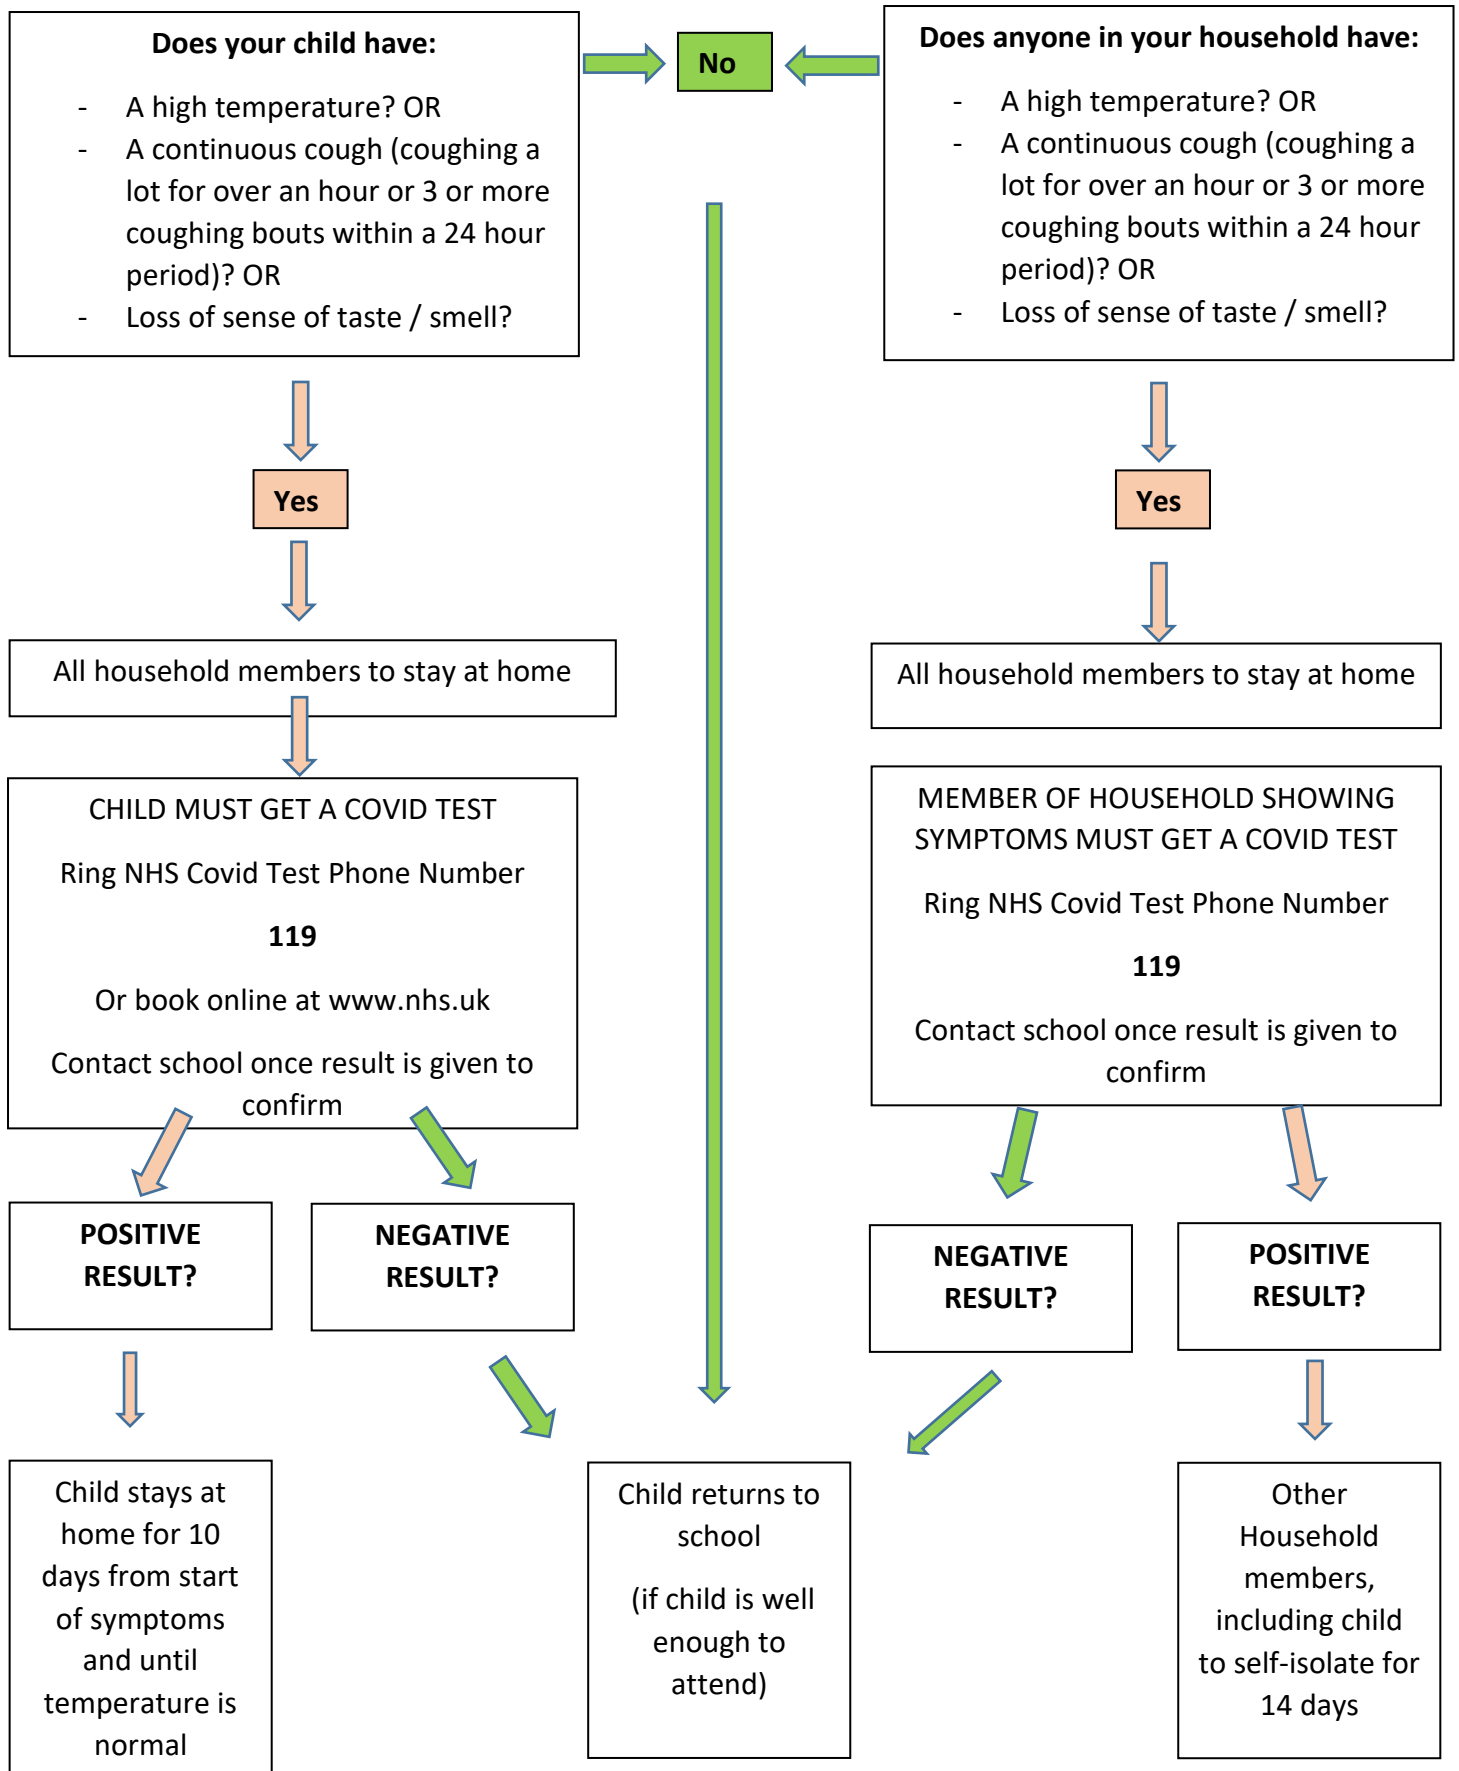 Does your child have:
- A high temperature? OR
- A continuous cough (coughing a
lot for over an hour or 3 or more
coughing bouts within a 24 hour
period)? OR
- Loss of sense of taste / smell?
No
Does anyone in your household have:
- A high temperature? OR
- A continuous cough (coughing a
lot for over an hour or 3 or more
coughing bouts within a 24 hour
period)? OR
- Loss of sense of taste / smell?
Yes
Yes
All household members to stay at home
All household members to stay at home
CHILD MUST GET A COVID TEST
Ring NHS Covid Test Phone Number
119
Or book online at www.nhs.uk
Contact school once result is given to
confirm
MEMBER OF HOUSEHOLD SHOWING
SYMPTOMS MUST GET A COVID TEST
Ring NHS Covid Test Phone Number
119
Contact school once result is given to
confirm
POSITIVE
RESULT?
NEGATIVE
RESULT?
NEGATIVE
RESULT?
POSITIVE
RESULT?
Child stays at
home for 10
days from start
of symptoms
and until
temperature is
normal
Child returns to
school
(if child is well
enough to
attend)
Other
Household
members,
including child
to self-isolate for
14 days